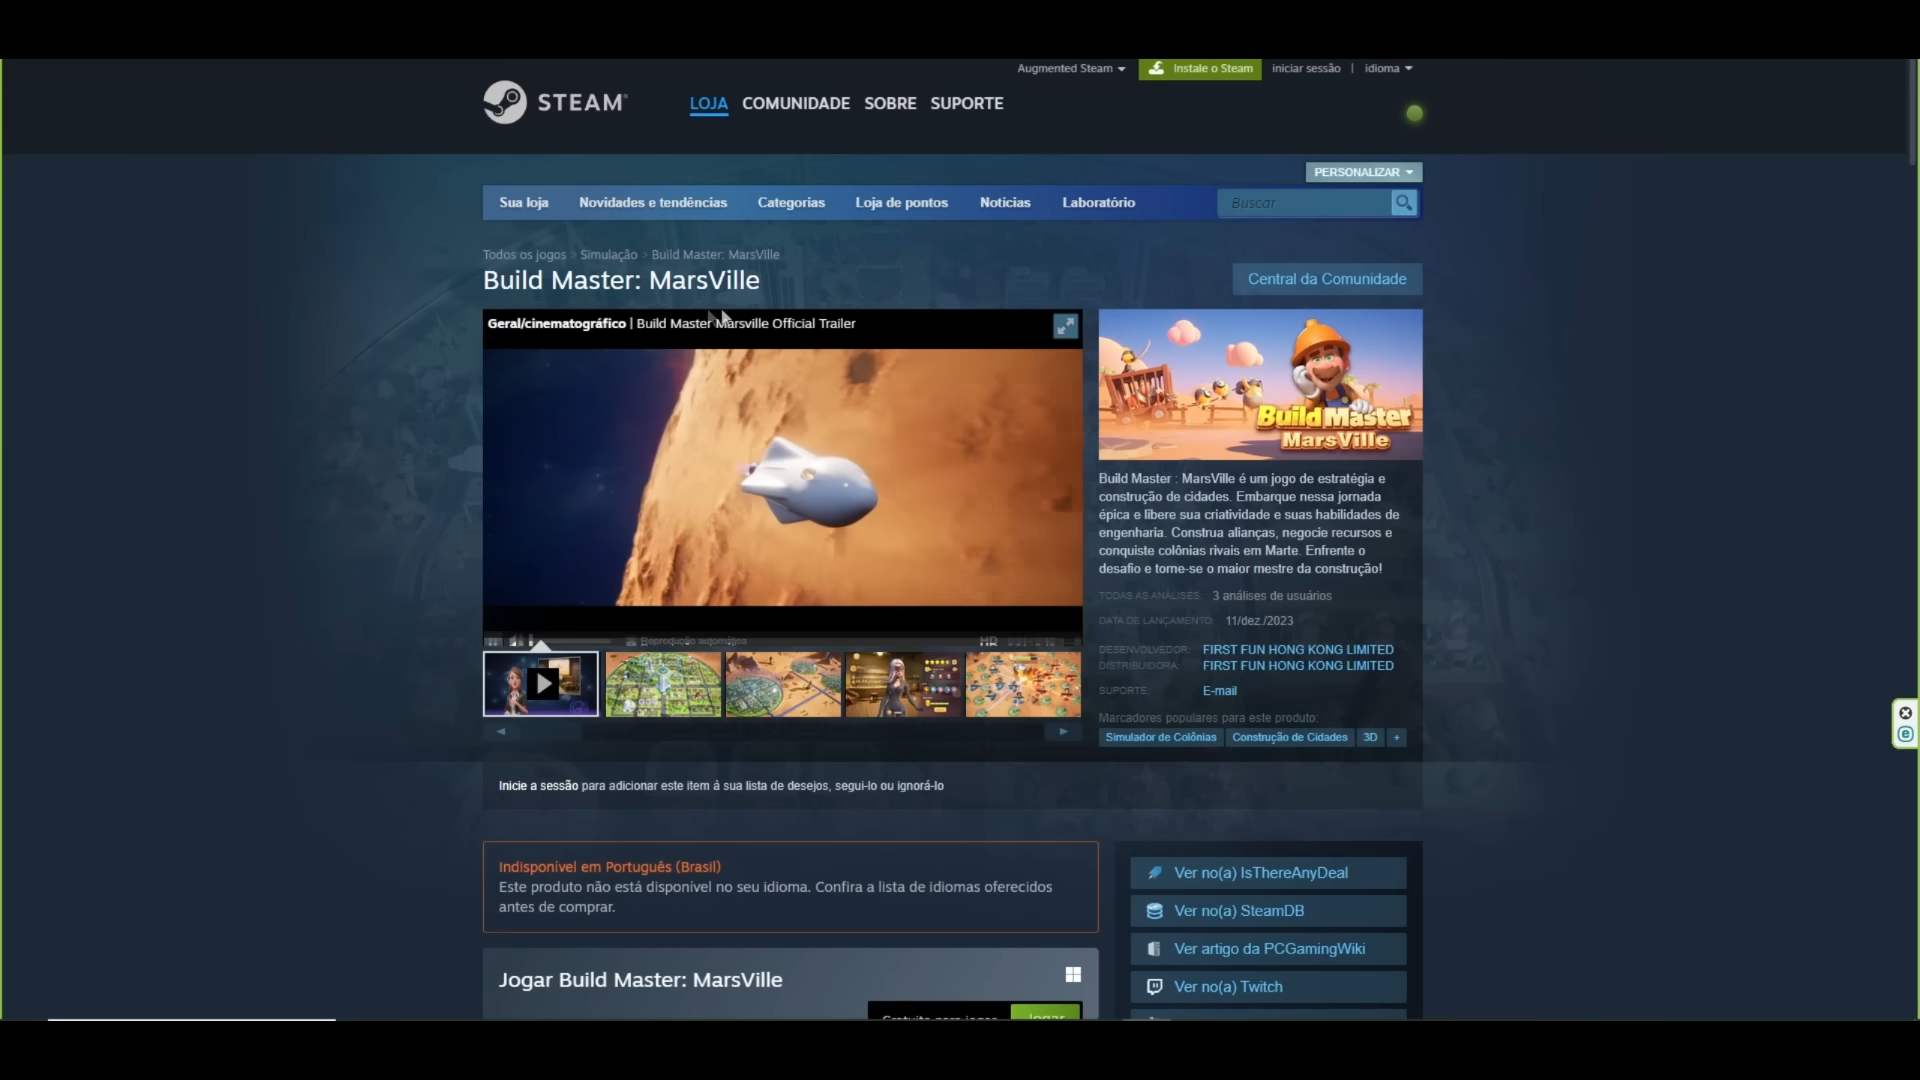 Augmented Steam
Instale o Steam
iniciar sessão | idioma
STEAM
LOJA COMUNIDADE SOBRE SUPORTE
PERSONALIZAR
Sua loja Novidades e tendências Categorias Loja de pontos Notícias Laboratório
Buscar
Todos os jogos > Simulação > Build Master: MarsVille
Build Master: MarsVille
Central da Comunidade
Geral/cinematográfico | Build Master Marsville Official Trailer
Build Master
MarsVille
Build Master : MarsVille é um jogo de estratégia e
construção de cidades. Embarque nessa jornada
épica e libere sua criatividade e suas habilidades de
engenharia. Construa alianças, negocie recursos e
conquiste colônias rivais em Marte. Enfrente o
desafio e torne-se o maior mestre da construção!
TODAS AS ANÁLISES: 3 análises de usuários
DATA DE LANÇAMENTO: 11/dez./2023
DESENVOLVEDOR: FIRST FUN HONG KONG LIMITED
DISTRIBUIDORA: FIRST FUN HONG KONG LIMITED
SUPORTE: E-mail
Marcadores populares para este produto:
Simulador de Colônias Construção de Cidades 3D +
Reprodução automática
HD
Inicie a sessão para adicionar este item à sua lista de desejos, segui-lo ou ignorá-lo
Indisponível em Português (Brasil)
Este produto não está disponível no seu idioma. Confira a lista de idiomas oferecidos
antes de comprar.
Jogar Build Master: MarsVille
Gratuito para jogar
Jogar
Ver no(a) IsThereAnyDeal
Ver no(a) SteamDB
Ver artigo da PCGamingWiki
Ver no(a) Twitch